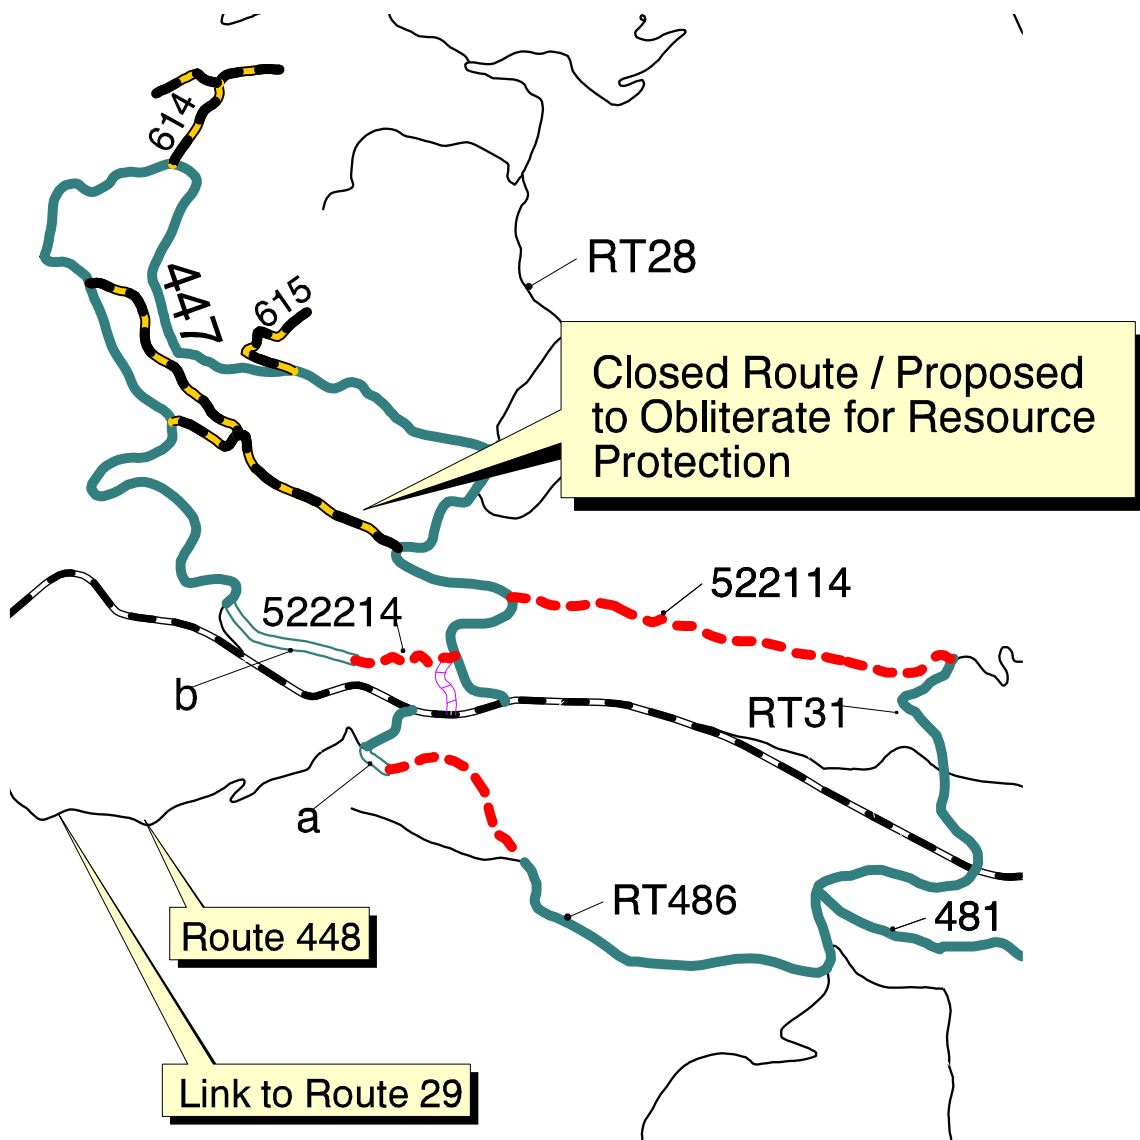 614
RT28
447
615
Closed Route / Proposed
to Obliterate for Resource
Protection
522114
522214
b
RT31
a
RT486
481
Route 448
Link to Route 29